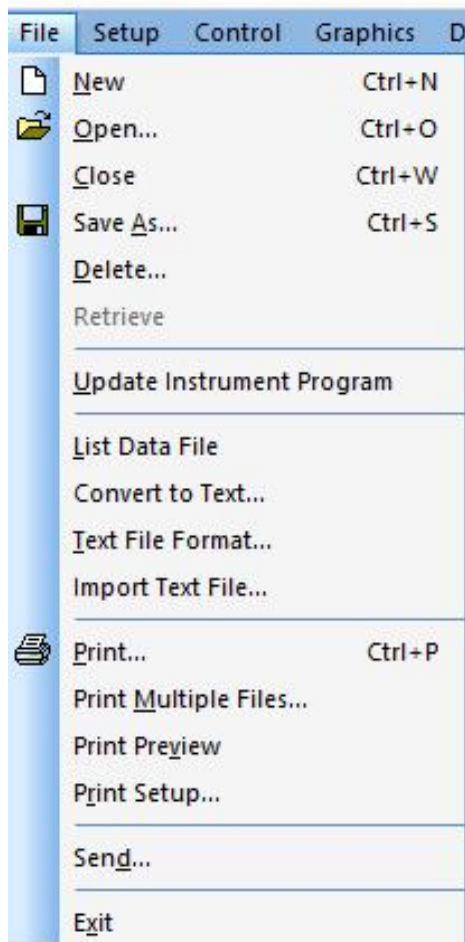 File Setup Control Graphics D
New Ctrl+N
Open... Ctrl+O
Close Ctrl+W
Save As... Ctrl+S
Delete...
Retrieve
Update Instrument Program
List Data File
Convert to Text...
Text File Format...
Import Text File...
Print... Ctrl+P
Print Multiple Files...
Print Preview
Print Setup...
Send...
Exit